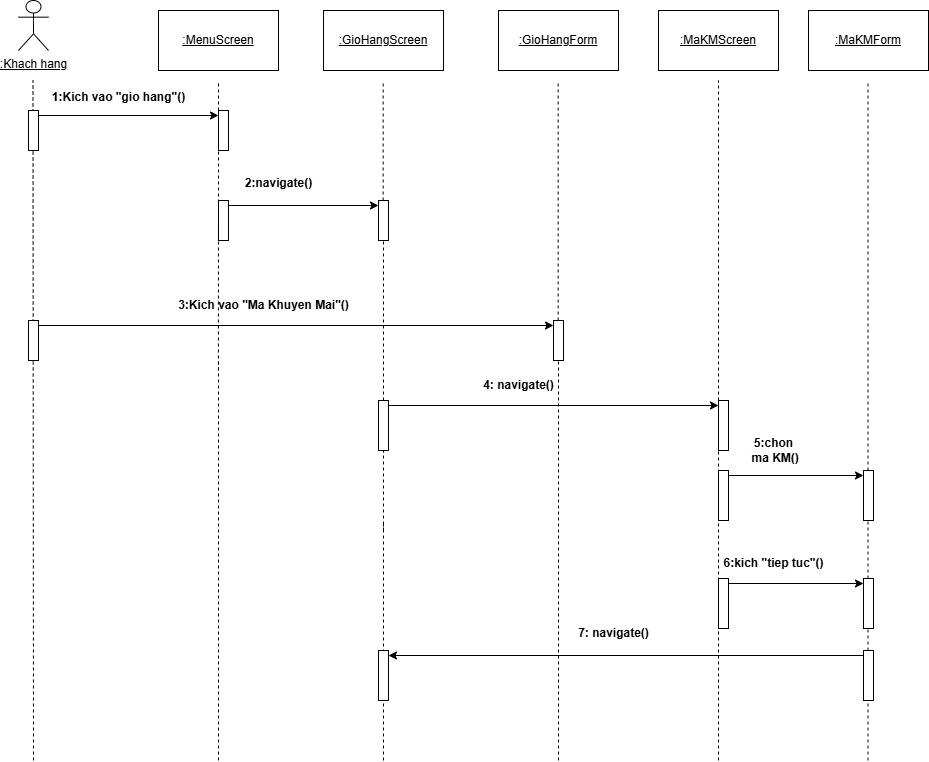 :Khach hang
:MenuScreen
:GioHangScreen
:GioHangForm
:MaKMScreen
:MaKMForm
1:Kich vao "gio hang"()
2:navigate()
3:Kich vao "Ma Khuyen Mai"()
4: navigate()
5:chon
ma KM()
6:kich "tiep tuc"()
7: navigate()